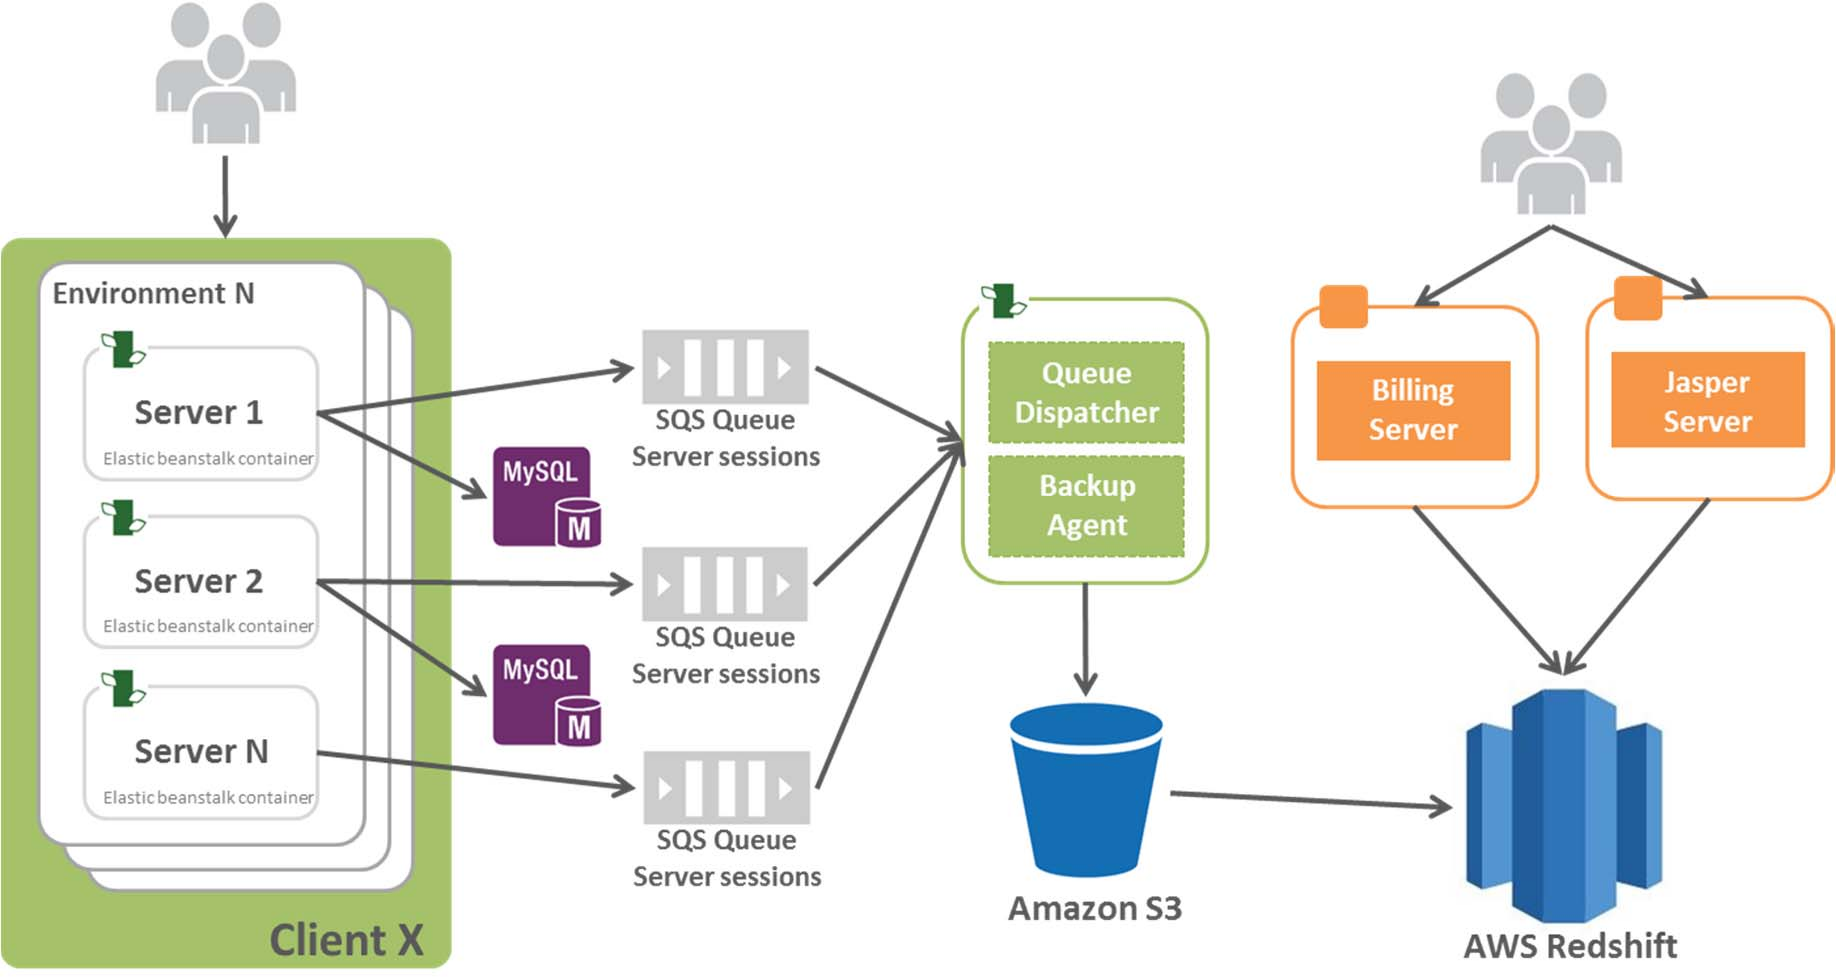 Environment N
Server 1
Elastic beanstalk container
Server 2
Elastic beanstalk container
Server N
Elastic beanstalk container
Client X
MySQL
M
MySQL
M
SQS Queue
Server sessions
SQS Queue
Server sessions
SQS Queue
Server sessions
Queue
Dispatcher
Backup
Agent
Amazon S3
Billing
Server
Jasper
Server
AWS Redshift